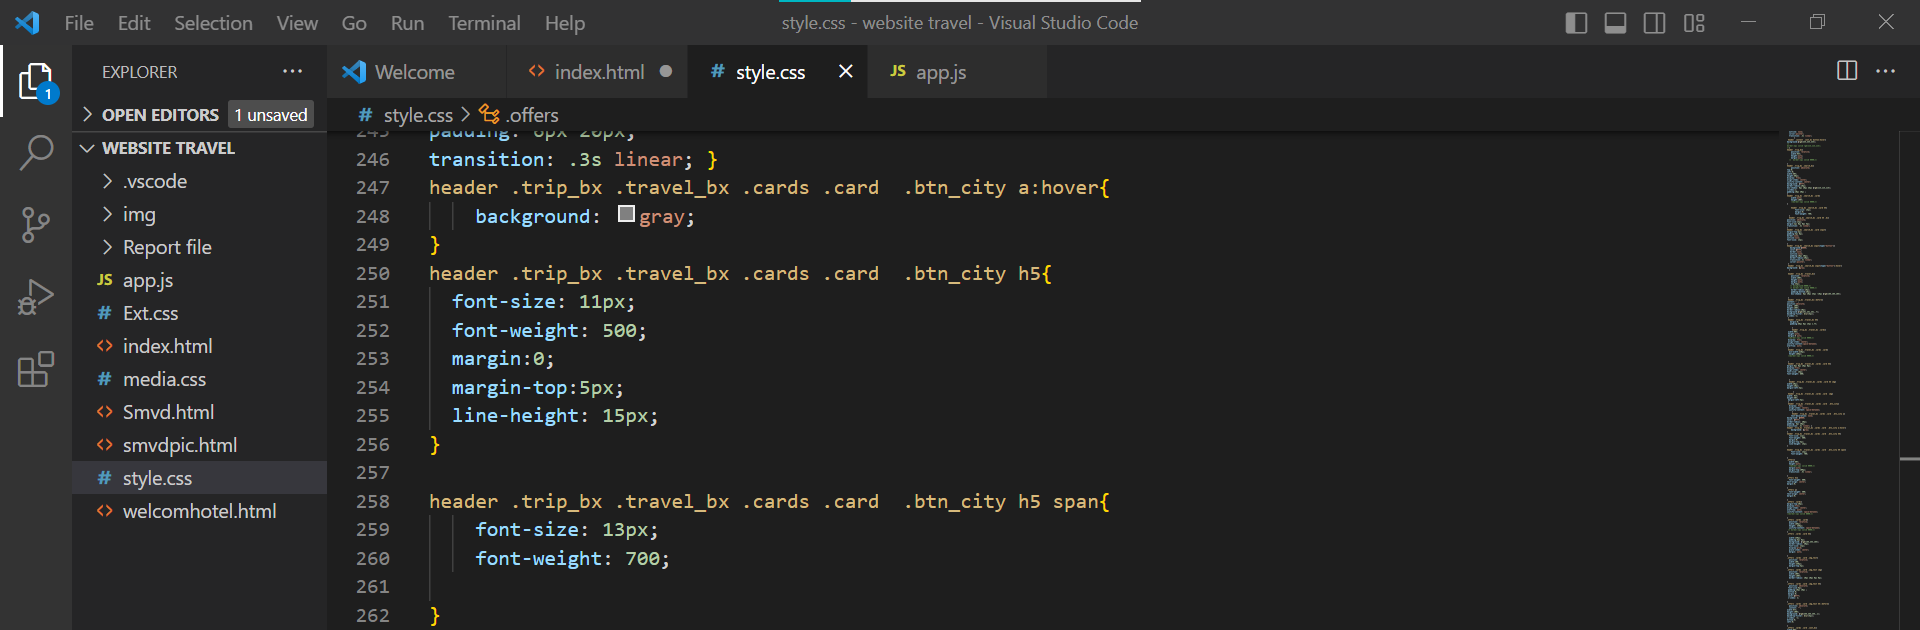 File Edit Selection View Go Run Terminal Help
style.css - website travel - Visual Studio Code
1
EXPLORER
OPEN EDITORS 1 unsaved
WEBSITE TRAVEL
.vscode
img
Report file
JS app.js
# Ext.css
<> index.html
# media.css
<> Smvd.html
<> smvdpic.html
# style.css
<> welcomhotel.html
Welcome
<> index.html
# style.css
JS app.js
# style.css > .offers
245 padding: 6px 20px;
246 transition: .3s linear; }
247 header .trip_bx .travel_bx .cards .card  .btn_city a:hover{
248 background: gray;
249 }
250 header .trip_bx .travel_bx .cards .card  .btn_city h5{
251 font-size: 11px;
252 font-weight: 500;
253 margin:0;
254 margin-top:5px;
255 line-height: 15px;
256 }
257
258 header .trip_bx .travel_bx .cards .card  .btn_city h5 span{
259 font-size: 13px;
260 font-weight: 700;
261
262 }